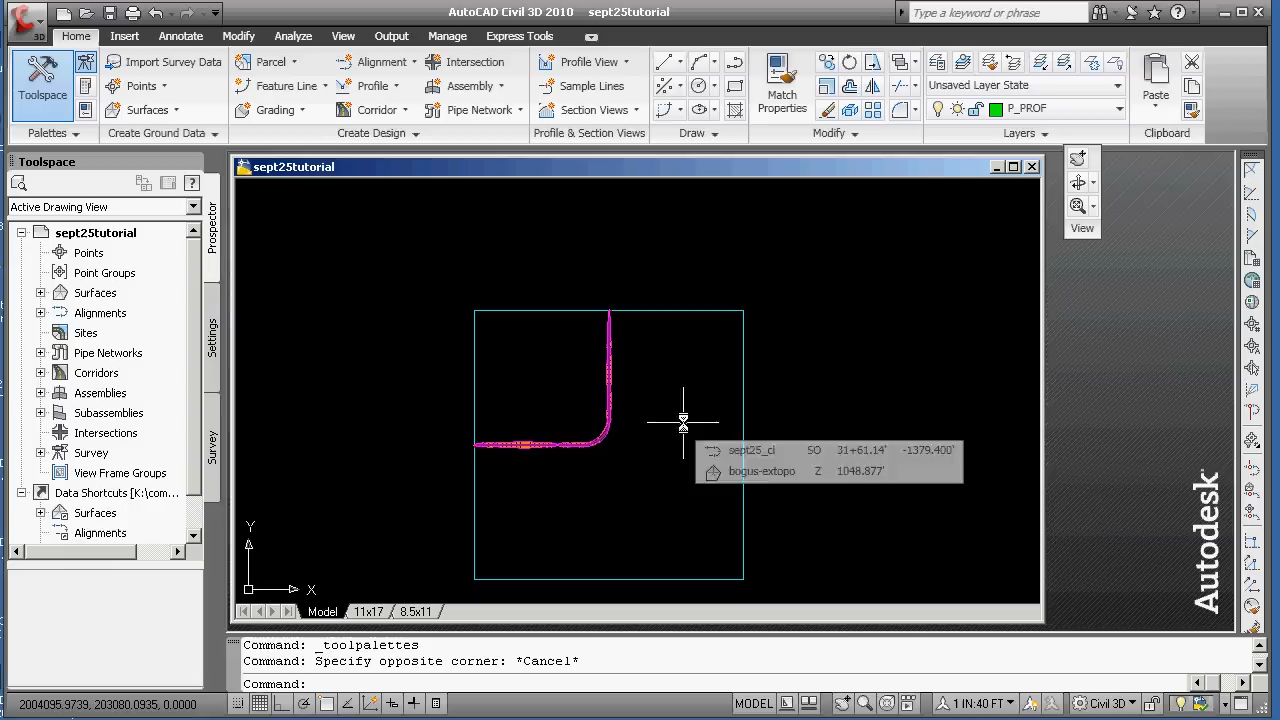 AutoCAD Civil 3D 2010 sept25tutorial
Type a keyword or phrase
3D
Home Insert Annotate Modify Analyze View Output Manage Express Tools
Toolspace
Import Survey Data
Points
Surfaces
Parcel
Feature Line
Grading
Alignment
Profile
Corridor
Intersection
Assembly
Pipe Network
Profile View
Sample Lines
Section Views
Match
Properties
Unsaved Layer State
P_PROF
Paste
Palettes
Create Ground Data
Create Design
Profile & Section Views
Draw
Modify
Layers
Clipboard
Toolspace
Active Drawing View
sept25tutorial
Points
Point Groups
Surfaces
Alignments
Sites
Pipe Networks
Corridors
Assemblies
Subassemblies
Intersections
Survey
View Frame Groups
Data Shortcuts [K:\com...
Surfaces
Alignments
Prospector
Settings
Survey
sept25tutorial
View
sept25_cl SO 31+61.14' -1379.400'
bogus-extopo Z 1048.877'
Y
X
Model 11x17 8.5x11
Autodesk
Command: _toolpalettes
Command: Specify opposite corner: *Cancel*
Command:
2004095.9739, 203080.0935, 0.0000
MODEL
1 IN:40 FT
Civil 3D